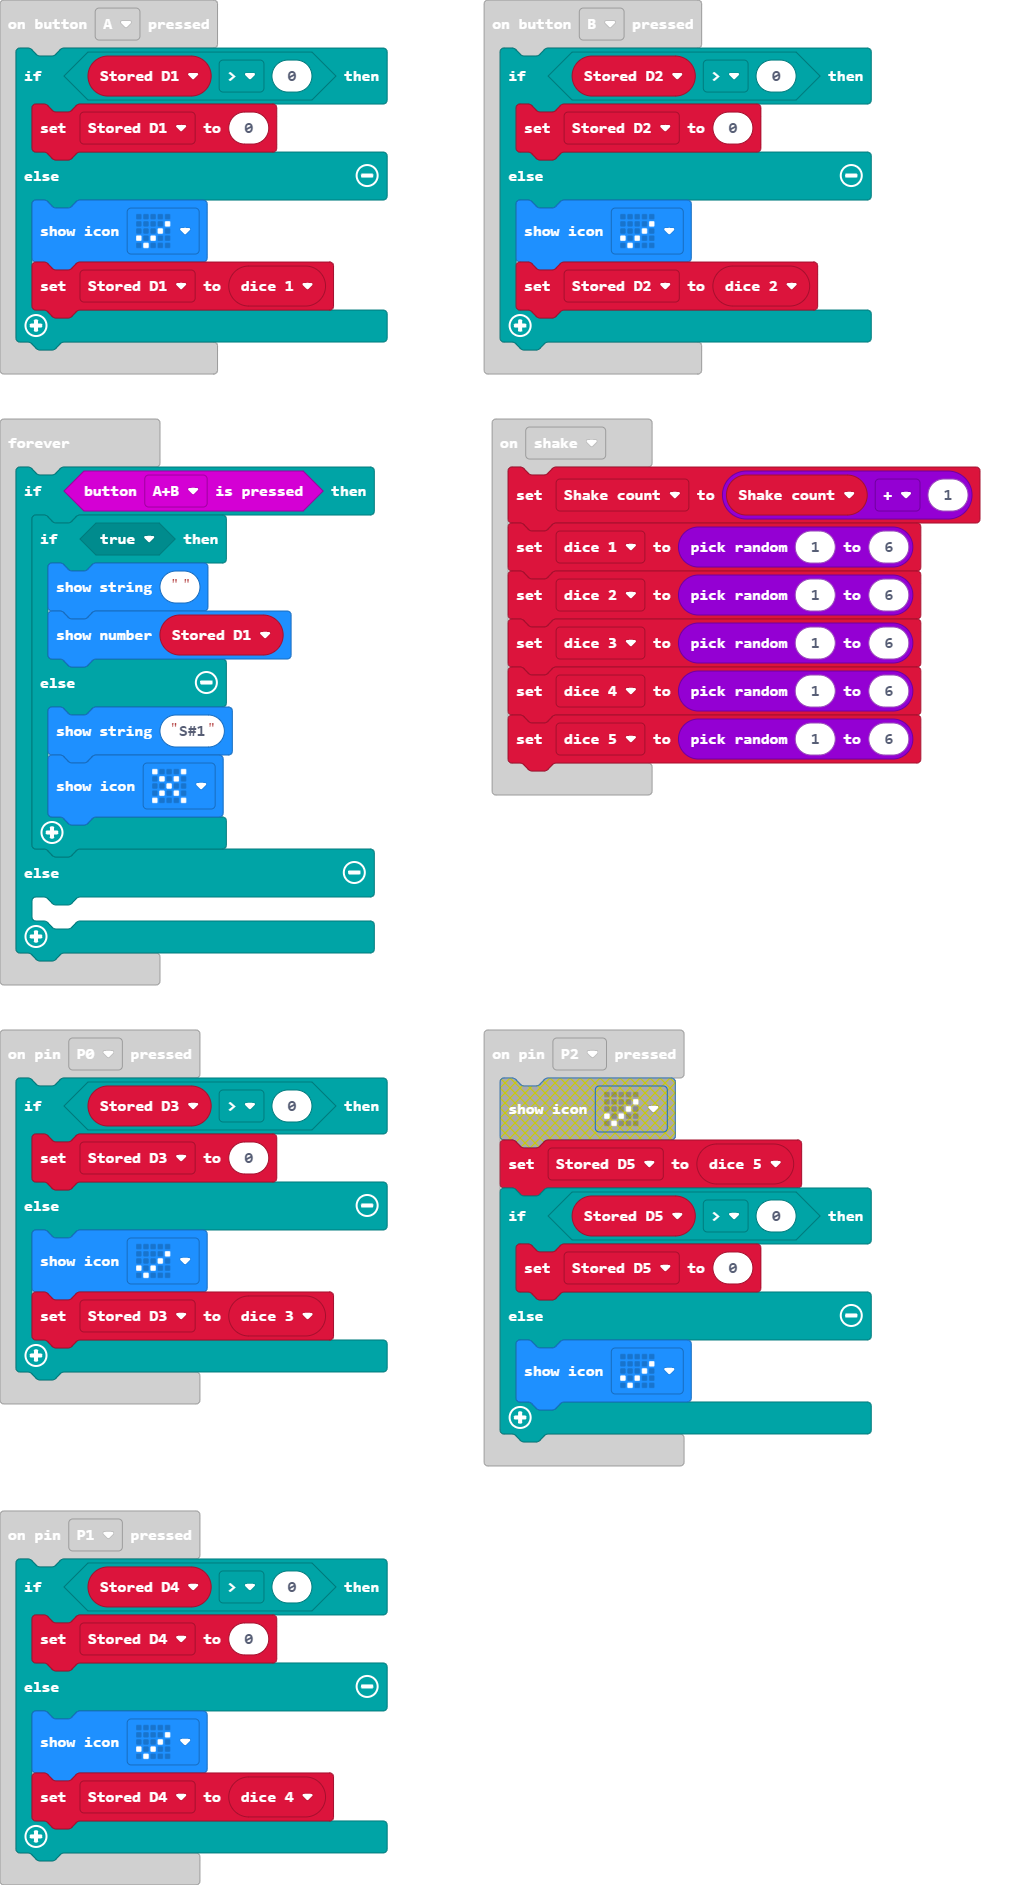 on button A pressed
if Stored D1 > 0 then
set Stored D1 to 0
else
show icon
set Stored D1 to dice 1
on button B pressed
if Stored D2 > 0 then
set Stored D2 to 0
else
show icon
set Stored D2 to dice 2
forever
if button A+B is pressed then
if true then
show string " "
show number Stored D1
else
show string "S#1"
show icon
else
on shake
set Shake count to Shake count + 1
set dice 1 to pick random 1 to 6
set dice 2 to pick random 1 to 6
set dice 3 to pick random 1 to 6
set dice 4 to pick random 1 to 6
set dice 5 to pick random 1 to 6
on pin P0 pressed
if Stored D3 > 0 then
set Stored D3 to 0
else
show icon
set Stored D3 to dice 3
on pin P2 pressed
show icon
set Stored D5 to dice 5
if Stored D5 > 0 then
set Stored D5 to 0
else
show icon
on pin P1 pressed
if Stored D4 > 0 then
set Stored D4 to 0
else
show icon
set Stored D4 to dice 4